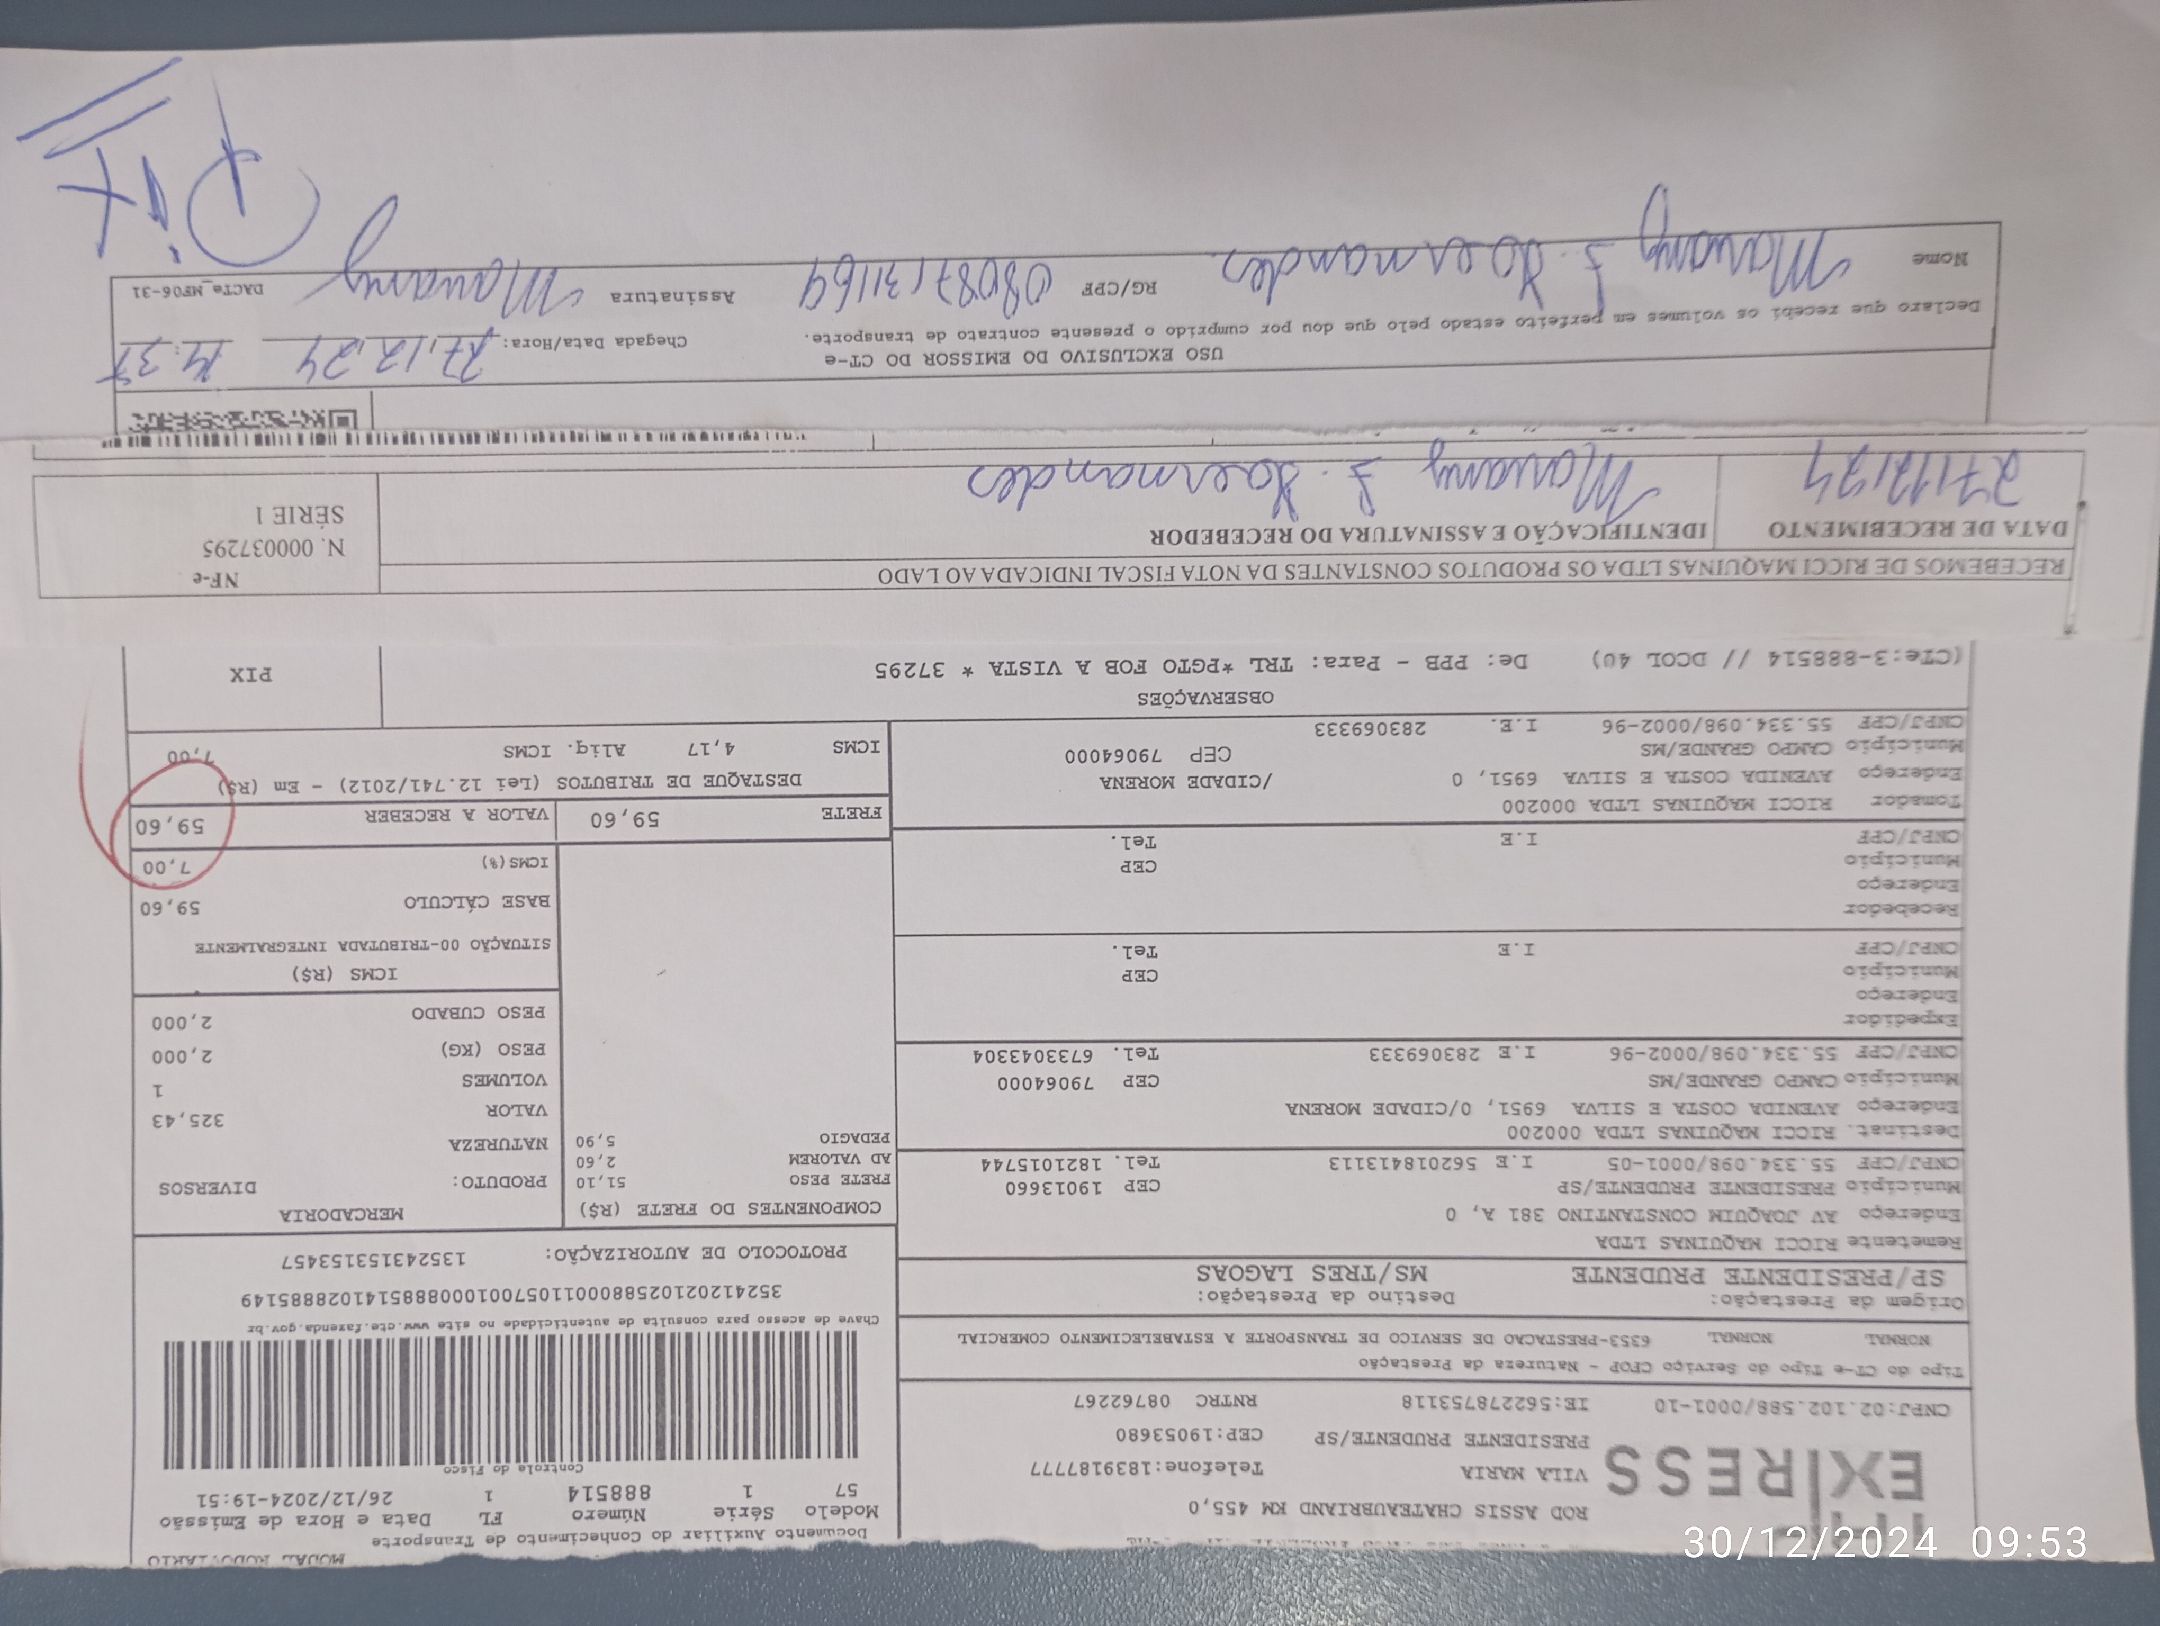 MODAL RODOVIARIO
EXPRESS
ROD ASSIS CHATEAUBRIAND KM 455,0
VILA MARIA Telefone:1839187777
PRESIDENTE PRUDENTE/SP CEP:19053680
CNPJ:02.102.588/0001-10 IE:562278753118 RNTRC 08762267
Documento Auxiliar do Conhecimento de Transporte
Modelo Série Número FL Data e Hora de Emissão
57 1 888514 1 26/12/2024-19:51
Controle do Fisco
Chave de acesso para consulta de autenticidade no site www.cte.fazenda.gov.br
35241202102588000110570010008885141028885149
PROTOCOLO DE AUTORIZAÇÃO: 135243153153457
Tipo do CT-e Tipo do Serviço CFOP - Natureza da Prestação
NORMAL NORMAL 6353-PRESTACAO DE SERVICO DE TRANSPORTE A ESTABELECIMENTO COMERCIAL
Origem da Prestação: Destino da Prestação:
SP/PRESIDENTE PRUDENTE MS/TRES LAGOAS
Remetente RICCI MAQUINAS LTDA
Endereço AV JOAQUIM CONSTANTINO 381 A, 0
Município PRESIDENTE PRUDENTE/SP CEP 19013660
CNPJ/CPF 55.334.098/0001-05 I.E 562018413113 Tel. 1821015744
Destinat. RICCI MAQUINAS LTDA 000200
Endereço AVENIDA COSTA E SILVA 6951, 0/CIDADE MORENA
Município CAMPO GRANDE/MS CEP 79064000
CNPJ/CPF 55.334.098/0002-96 I.E 283069333 Tel. 6733043304
Expedidor
Endereço
Município CEP
CNPJ/CPF I.E Tel.
Recebedor
Endereço
Município CEP
CNPJ/CPF I.E Tel.
Tomador RICCI MAQUINAS LTDA 000200
Endereço AVENIDA COSTA E SILVA 6951, 0 /CIDADE MORENA
Município CAMPO GRANDE/MS CEP 79064000
CNPJ/CPF 55.334.098/0002-96 I.E. 283069333
COMPONENTES DO FRETE (R$)
FRETE PESO 51,10
AD VALOREM 2,60
PEDAGIO 5,90
MERCADORIA
PRODUTO: DIVERSOS
NATUREZA
VALOR 325,43
VOLUMES 1
PESO (KG) 2,000
PESO CUBADO 2,000
ICMS (R$)
SITUAÇÃO 00-TRIBUTADA INTEGRALMENTE
BASE CÁLCULO 59,60
ICMS(%) 7,00
FRETE 59,60 VALOR A RECEBER 59,60
DESTAQUE DE TRIBUTOS (Lei 12.741/2012) - Em (R$)
ICMS 4,17 Aliq. ICMS 7,00
OBSERVAÇÕES
(CTe:3-888514 // DCOL 40) De: PPB - Para: TRL *PGTO FOB A VISTA * 37295
PIX
RECEBEMOS DE RICCI MAQUINAS LTDA OS PRODUTOS CONSTANTES DA NOTA FISCAL INDICADA AO LADO
DATA DE RECEBIMENTO IDENTIFICAÇÃO E ASSINATURA DO RECEBEDOR
27/12/24
NF-e
N. 000037295
SÉRIE 1
USO EXCLUSIVO DO EMISSOR DO CT-e
Declaro que recebi os volumes em perfeito estado pelo que dou por cumprido o presente contrato de transporte.
Chegada Data/Hora: 27,12,24 14:37
Nome RG/CPF Assinatura
DACTe_MF06-31
Pix
30/12/2024 09:53